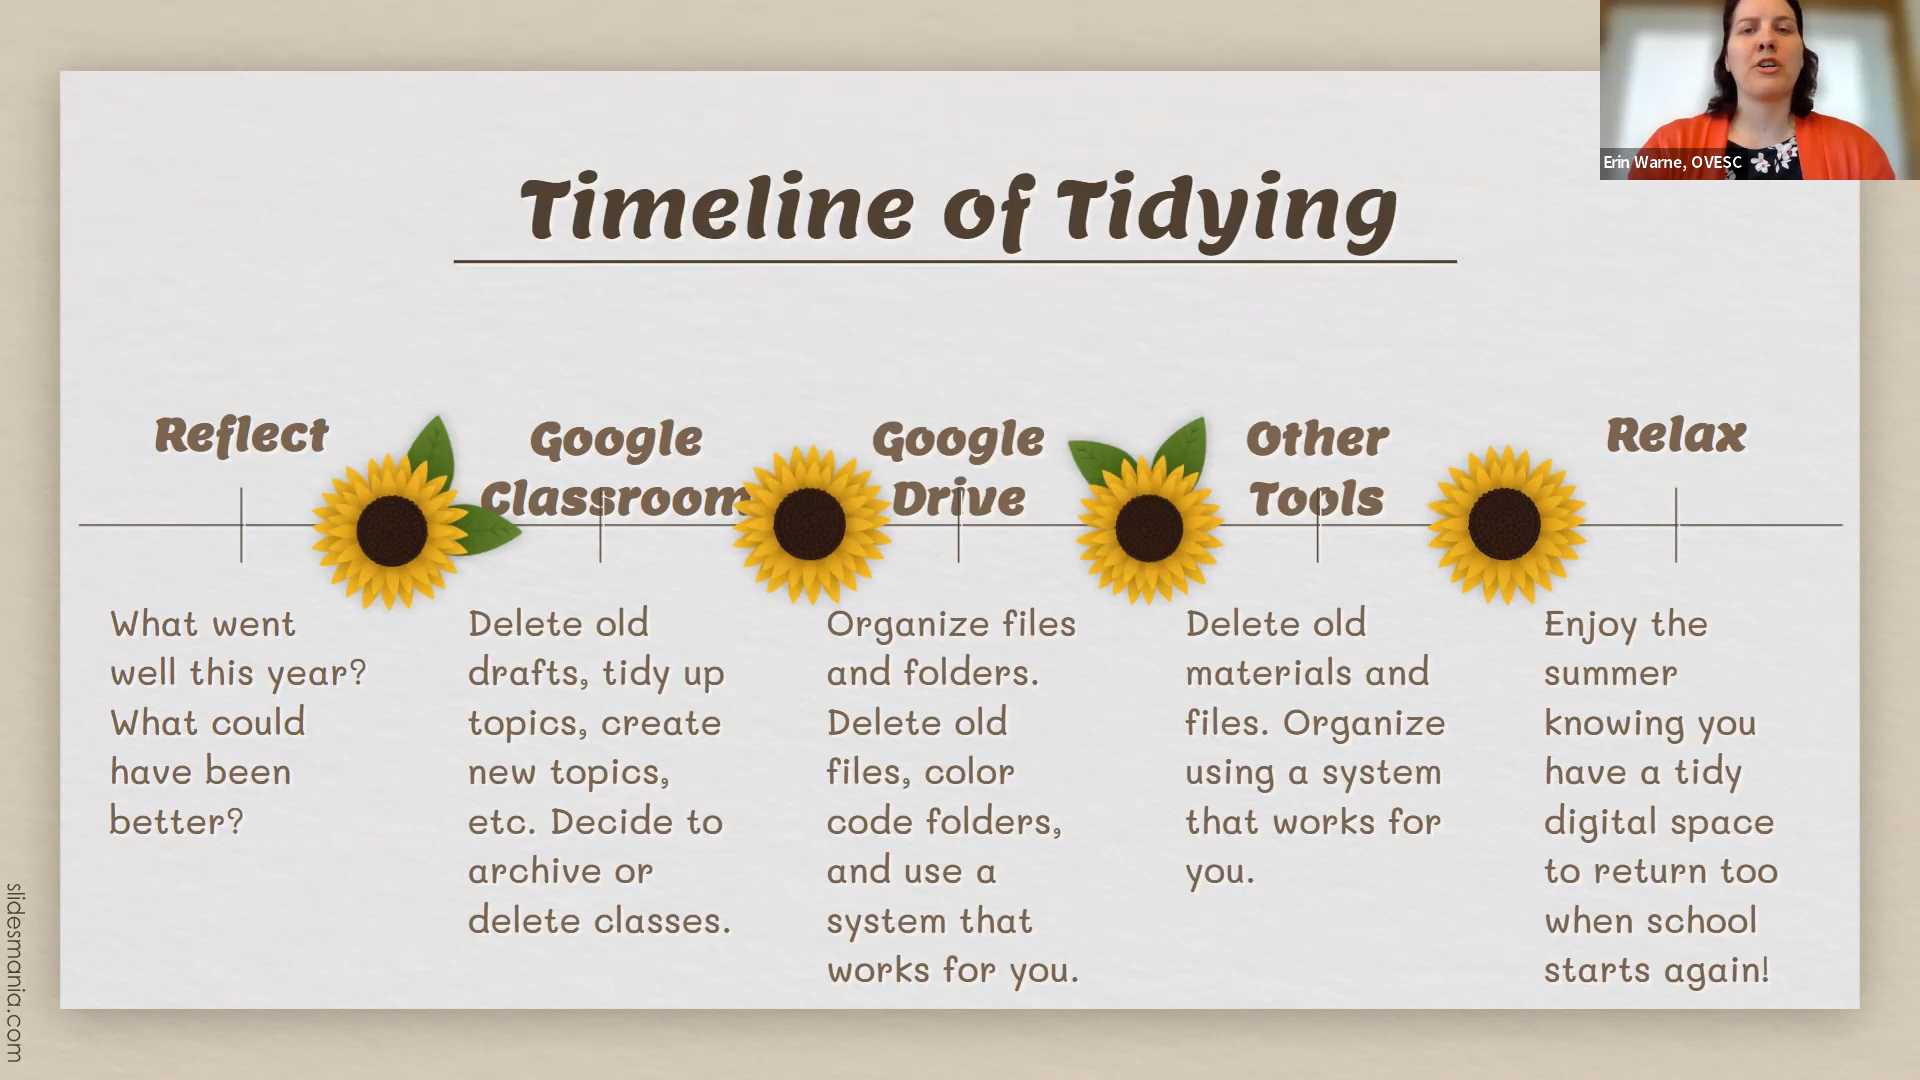 Erin Warne, OVESC
Timeline of Tidying
Reflect
What went
well this year?
What could
have been
better?
Google
Classroom
Delete old
drafts, tidy up
topics, create
new topics,
etc. Decide to
archive or
delete classes.
Google
Drive
Organize files
and folders.
Delete old
files, color
code folders,
and use a
system that
works for you.
Other
Tools
Delete old
materials and
files. Organize
using a system
that works for
you.
Relax
Enjoy the
summer
knowing you
have a tidy
digital space
to return too
when school
starts again!
slidesmania.com